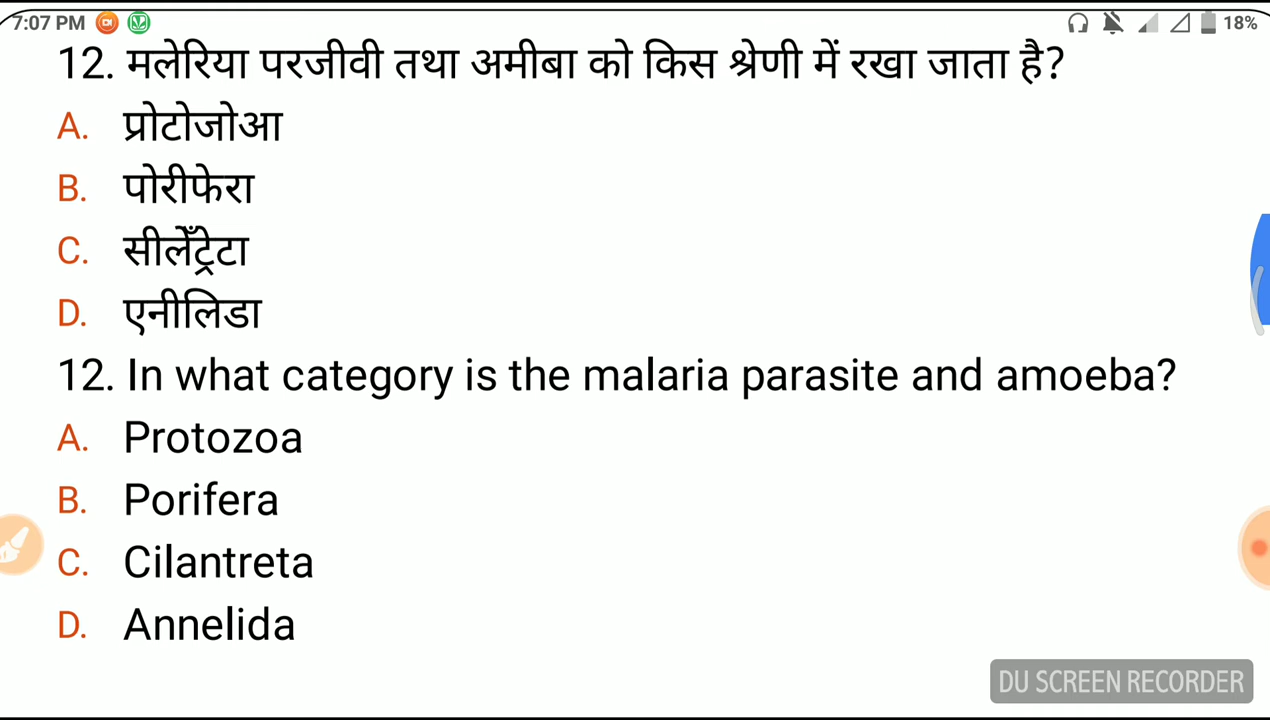 7:07 PM 18%
12. मलेरिया परजीवी तथा अमीबा को किस श्रेणी में रखा जाता है?
A. प्रोटोजोआ
B. पोरीफेरा
C. सीलेँट्रेटा
D. एनीलिडा
12. In what category is the malaria parasite and amoeba?
A. Protozoa
B. Porifera
C. Cilantreta
D. Annelida
DU SCREEN RECORDER